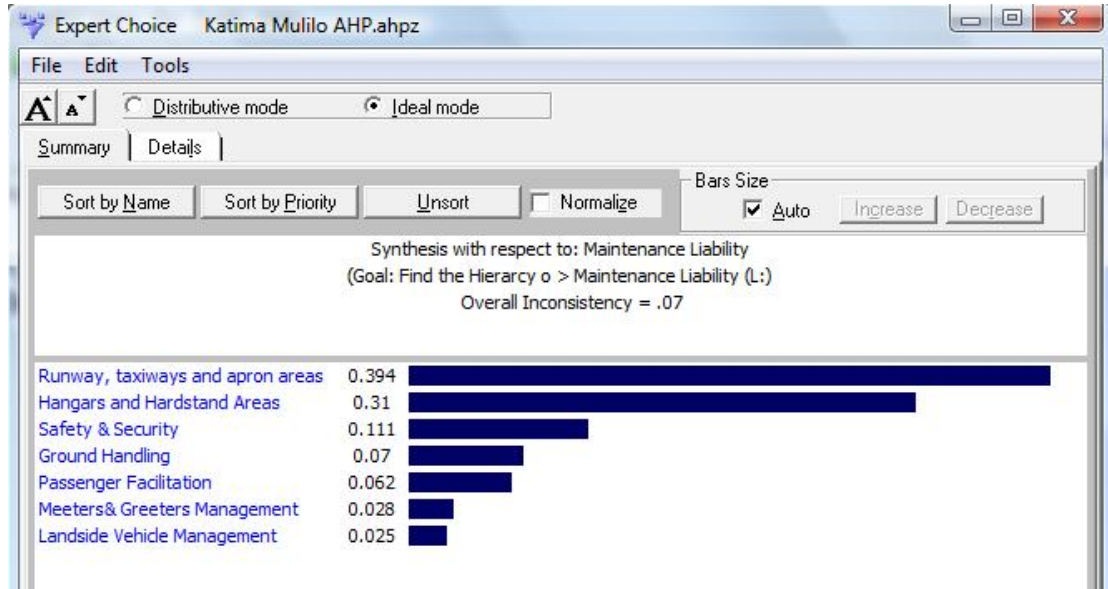 Expert Choice Katima Mulilo AHP.ahpz
File Edit Tools
A A Distributive mode Ideal mode
Summary Details
Sort by Name Sort by Priority Unsort Normalize Bars Size Auto Increase Decrease
Synthesis with respect to: Maintenance Liability
(Goal: Find the Hierarcy o > Maintenance Liability (L:)
Overall Inconsistency = .07
Runway, taxiways and apron areas 0.394
Hangars and Hardstand Areas 0.31
Safety & Security 0.111
Ground Handling 0.07
Passenger Facilitation 0.062
Meeters& Greeters Management 0.028
Landside Vehicle Management 0.025